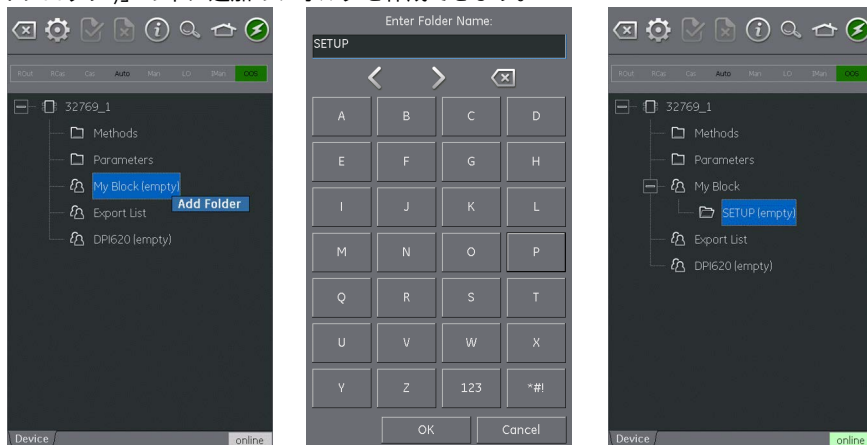 ROut RCas Cas Auto Man LO IMan OOS
32769_1
Methods
Parameters
My Block (empty)
Add Folder
Export List
DPI620 (empty)
Device
online
Enter Folder Name:
SETUP
A B C D
E F G H
I J K L
M N O P
Q R S T
U V W X
Y Z 123 *#!
OK Cancel
ROut RCas Cas Auto Man LO IMan OOS
32769_1
Methods
Parameters
My Block
SETUP (empty)
Export List
DPI620 (empty)
Device
online